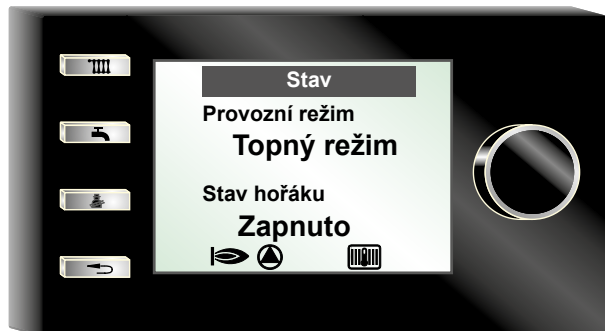 Stav
Provozní režim
Topný režim
Stav hořáku
Zapnuto